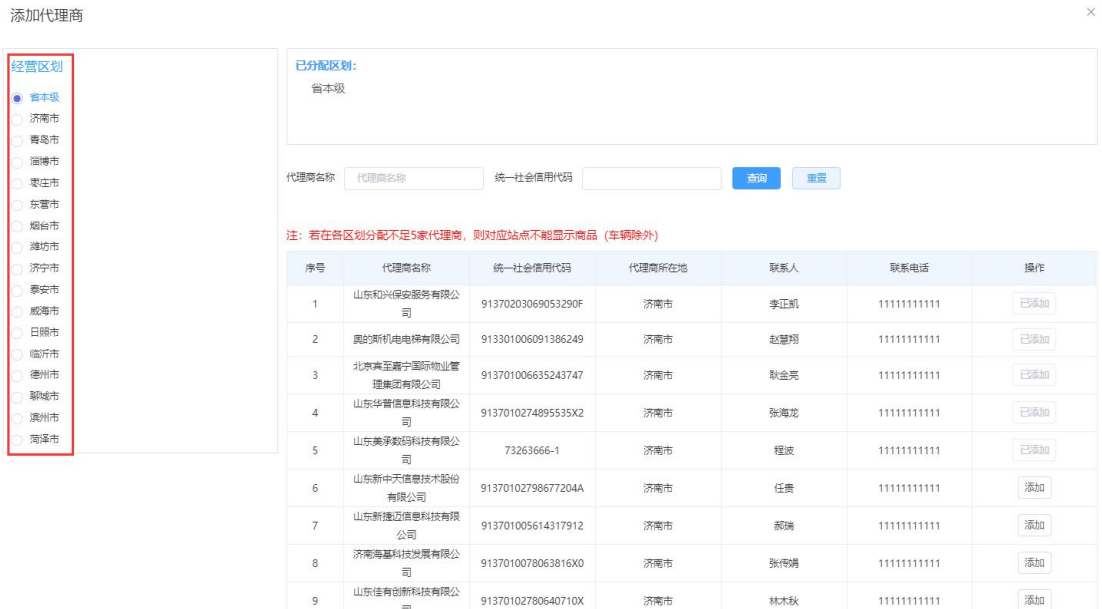 添加代理商
×
经营区划
省本级
济南市
青岛市
淄博市
枣庄市
东营市
烟台市
潍坊市
济宁市
泰安市
威海市
日照市
临沂市
德州市
聊城市
滨州市
菏泽市
已分配区划：
省本级
代理商名称 代理商名称 统一社会信用代码 查询 重置
注：若在各区划分配不足5家代理商，则对应站点不能显示商品（车辆除外）
序号 代理商名称 统一社会信用代码 代理商所在地 联系人 联系电话 操作
1 山东和兴保安服务有限公 91370203069053290F 济南市 李正凯 11111111111 已添加
司
2 奥的斯机电电梯有限公司 913301006091386249 济南市 赵慧翔 11111111111 已添加
3 北京宾至嘉宁国际物业管 913701006635243747 济南市 耿金亮 11111111111 已添加
理集团有限公司
4 山东华普信息科技有限公 9137010274895535X2 济南市 张海龙 11111111111 已添加
司
5 山东美承数码科技有限公 73263666-1 济南市 程波 11111111111 已添加
司
6 山东新中天信息技术股份 91370102798677204A 济南市 任贵 11111111111 添加
有限公司
7 山东新捷迈信息科技有限 913701005614317912 济南市 郝瑞 11111111111 添加
公司
8 济南海基科技发展有限公 9137010078063816X0 济南市 张传娟 11111111111 添加
司
9 山东佳有创新科技有限公 91370102780640710X 济南市 林木秋 11111111111 添加